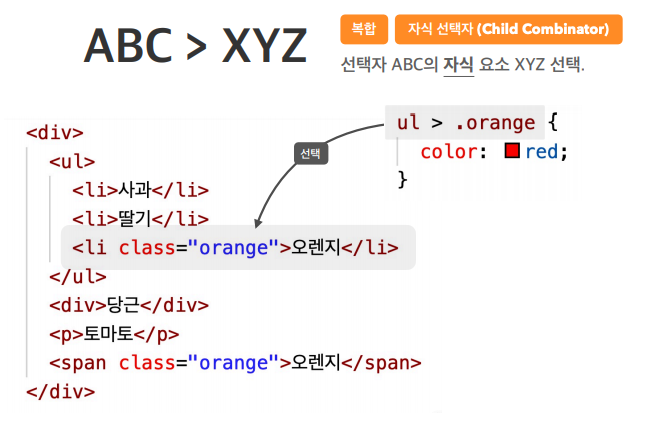 ABC > XYZ
복합
자식 선택자 (Child Combinator)
선택자 ABC의 자식 요소 XYZ 선택.
ul > .orange {
color: red;
}
선택
<div>
<ul>
<li>사과</li>
<li>딸기</li>
<li class="orange">오렌지</li>
</ul>
<div>당근</div>
<p>토마토</p>
<span class="orange">오렌지</span>
</div>